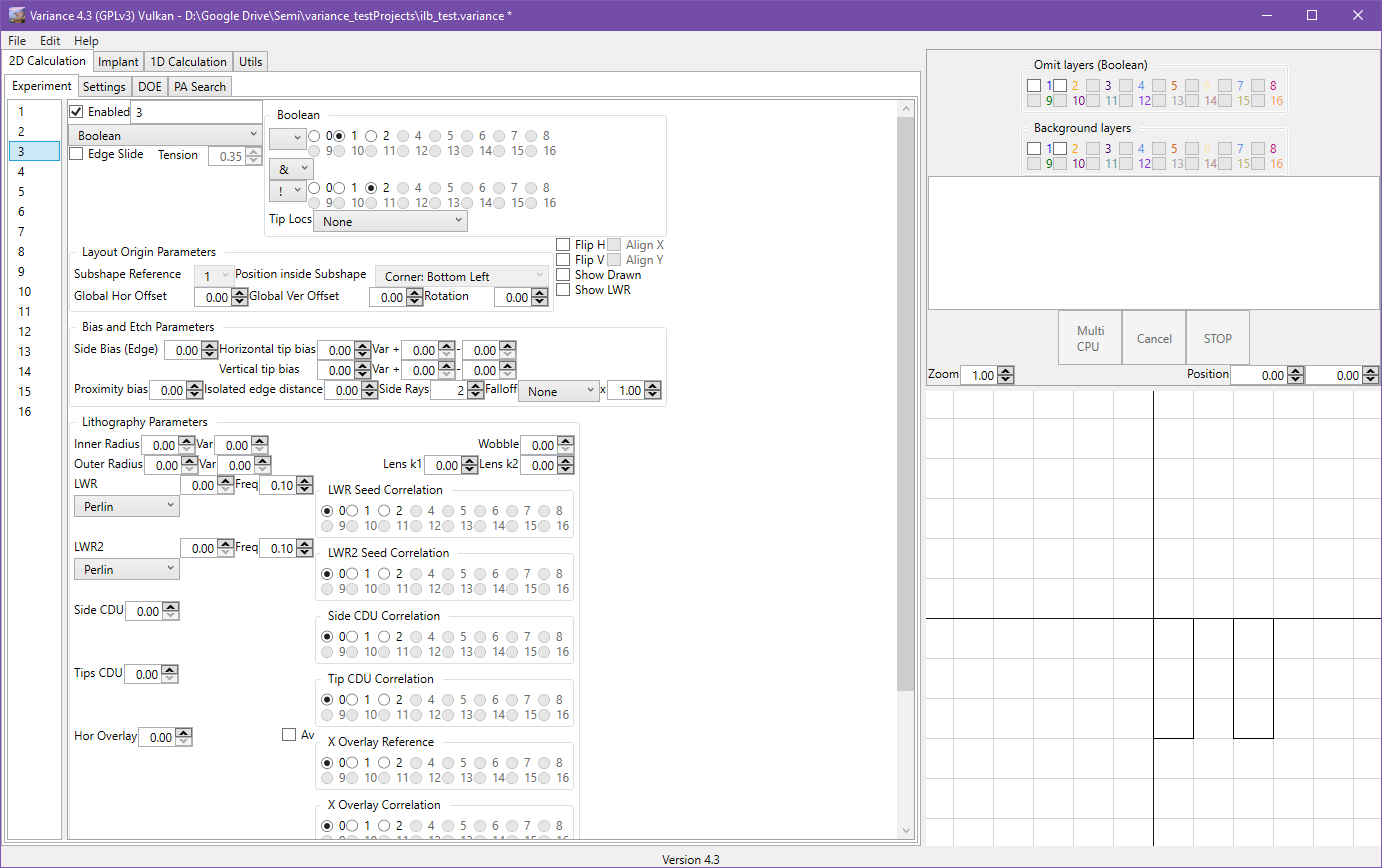 Variance 4.3 (GPLv3) Vulkan - D:\Google Drive\Semi\variance_testProjects\ilb_test.variance *
File Edit Help
2D Calculation Implant 1D Calculation Utils
Experiment Settings DOE PA Search
1
2
3
4
5
6
7
8
9
10
11
12
13
14
15
16
Enabled 3
Boolean
Edge Slide Tension 0.35
Boolean
0 1 2 4 5 6 7 8
9 10 11 12 13 14 15 16
&
! 0 1 2 4 5 6 7 8
9 10 11 12 13 14 15 16
Tip Locs None
Layout Origin Parameters
Subshape Reference 1 Position inside Subshape Corner: Bottom Left
Global Hor Offset 0.00 Global Ver Offset 0.00 Rotation 0.00
Flip H Align X
Flip V Align Y
Show Drawn
Show LWR
Bias and Etch Parameters
Side Bias (Edge) 0.00 Horizontal tip bias 0.00 Var + 0.00 - 0.00
Vertical tip bias 0.00 Var + 0.00 - 0.00
Proximity bias 0.00 Isolated edge distance 0.00 Side Rays 2 Falloff None x 1.00
Lithography Parameters
Inner Radius 0.00 Var 0.00 Wobble 0.00
Outer Radius 0.00 Var 0.00 Lens k1 0.00 Lens k2 0.00
LWR 0.00 Freq 0.10
Perlin
LWR Seed Correlation
0 1 2 4 5 6 7 8
9 10 11 12 13 14 15 16
LWR2 0.00 Freq 0.10
Perlin
LWR2 Seed Correlation
0 1 2 4 5 6 7 8
9 10 11 12 13 14 15 16
Side CDU 0.00
Side CDU Correlation
0 1 2 4 5 6 7 8
9 10 11 12 13 14 15 16
Tips CDU 0.00
Tip CDU Correlation
0 1 2 4 5 6 7 8
9 10 11 12 13 14 15 16
Hor Overlay 0.00 Av
X Overlay Reference
0 1 2 4 5 6 7 8
9 10 11 12 13 14 15 16
X Overlay Correlation
0 1 2 4 5 6 7 8
Omit layers (Boolean)
1 2 3 4 5 6 7 8
9 10 11 12 13 14 15 16
Background layers
1 2 3 4 5 6 7 8
9 10 11 12 13 14 15 16
Multi
CPU
Cancel
STOP
Zoom 1.00 Position 0.00 0.00
Version 4.3